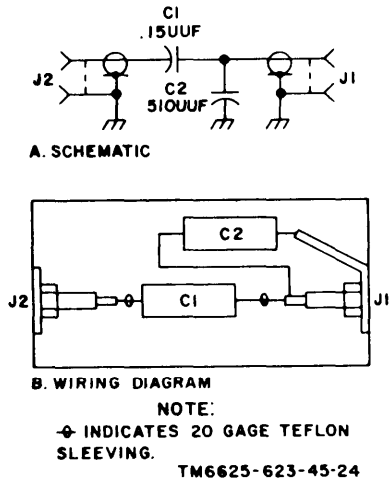 C1
.15UUF
J2
C2
510UUF
J1
A. SCHEMATIC
C2
J2
C1
J1
B. WIRING DIAGRAM
NOTE:
INDICATES 20 GAGE TEFLON
SLEEVING.
TM6625-623-45-24